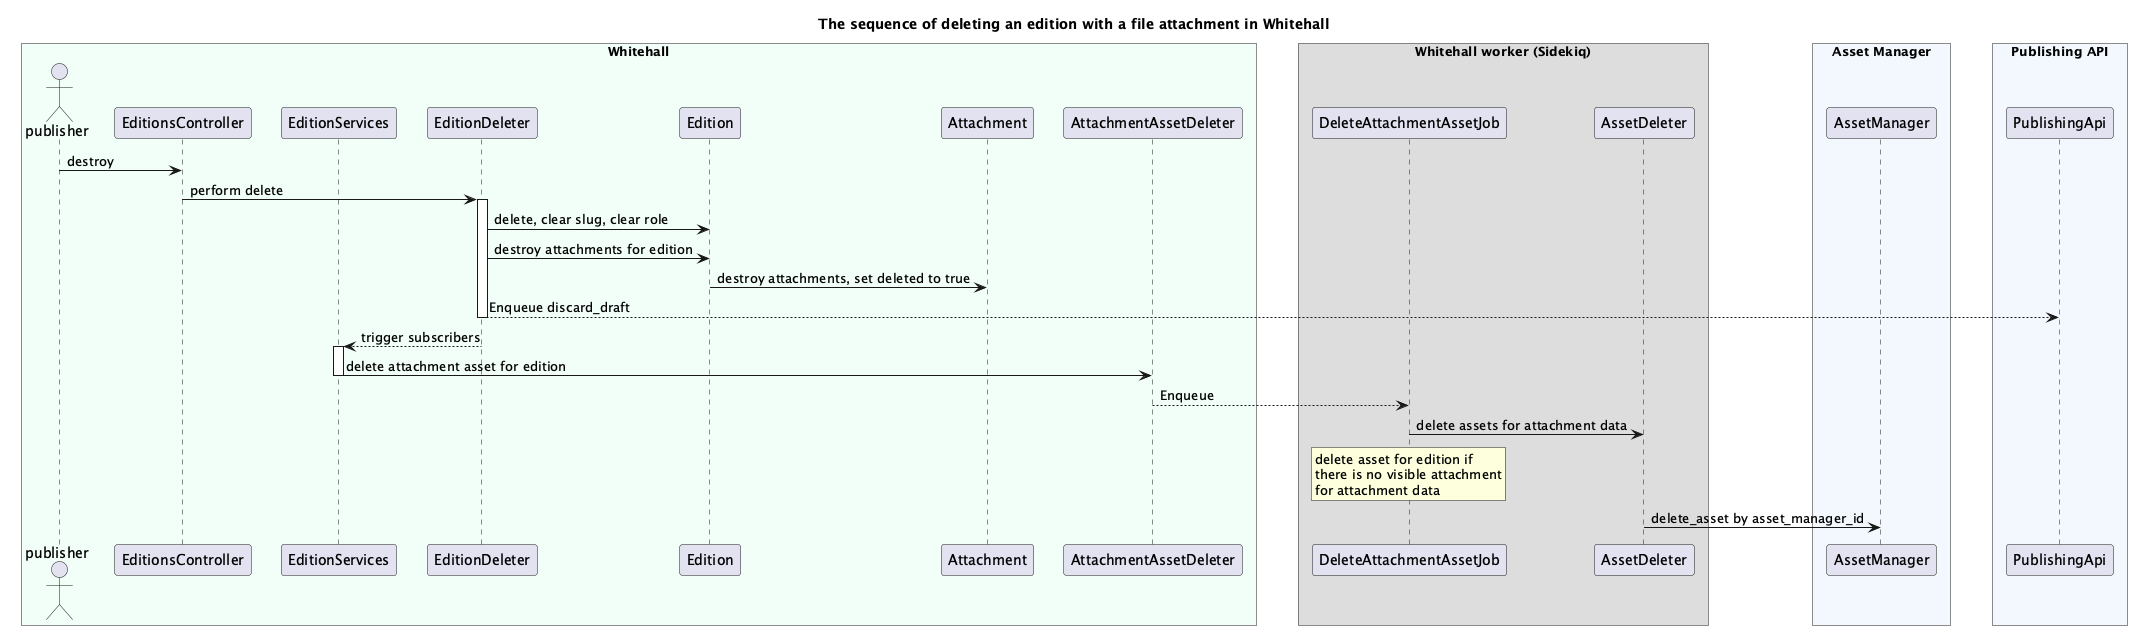 The sequence of deleting an edition with a file attachment in Whitehall
Whitehall
Whitehall worker (Sidekiq)
Asset Manager
Publishing API
publisher
EditionsController
EditionServices
EditionDeleter
Edition
Attachment
AttachmentAssetDeleter
DeleteAttachmentAssetJob
AssetDeleter
AssetManager
PublishingApi
destroy
perform delete
delete, clear slug, clear role
destroy attachments for edition
destroy attachments, set deleted to true
Enqueue discard_draft
trigger subscribers
delete attachment asset for edition
Enqueue
delete assets for attachment data
delete asset for edition if
there is no visible attachment
for attachment data
delete_asset by asset_manager_id
publisher
EditionsController
EditionServices
EditionDeleter
Edition
Attachment
AttachmentAssetDeleter
DeleteAttachmentAssetJob
AssetDeleter
AssetManager
PublishingApi